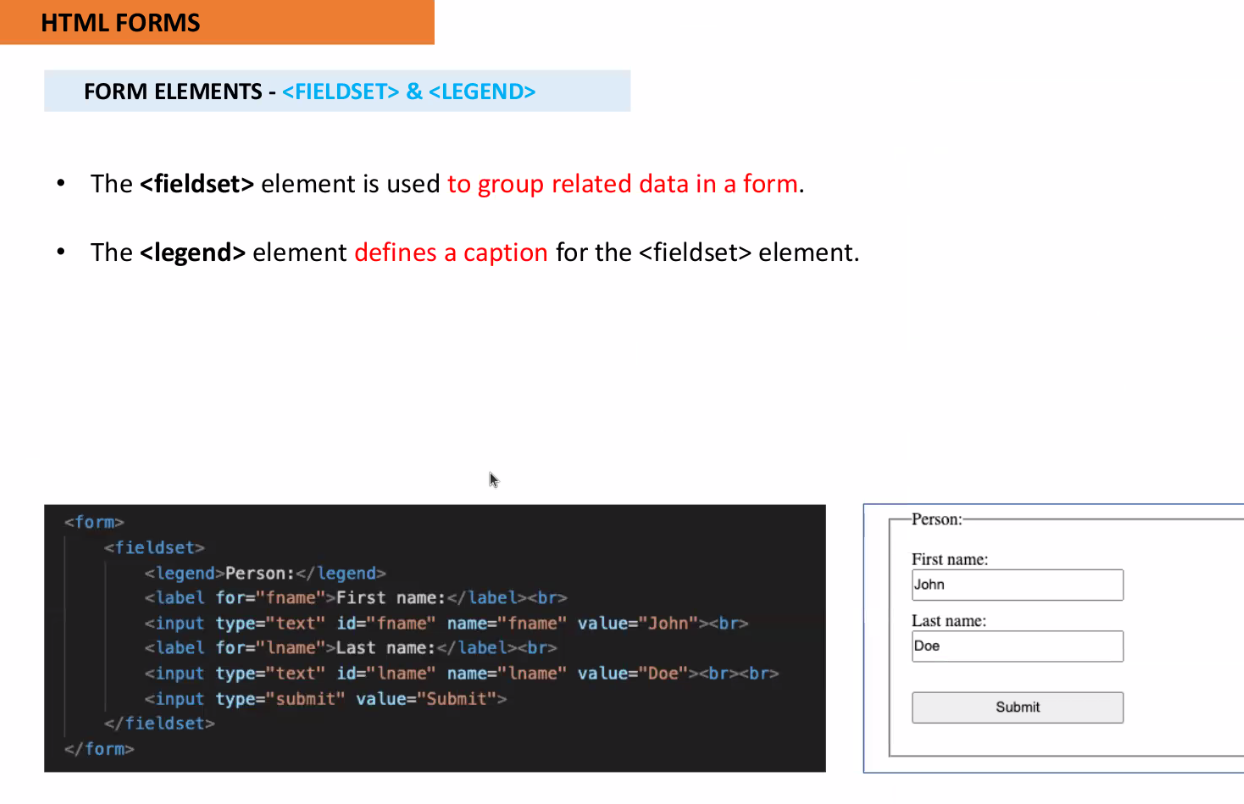 HTML FORMS
FORM ELEMENTS - <FIELDSET> & <LEGEND>
• The <fieldset> element is used to group related data in a form.
• The <legend> element defines a caption for the <fieldset> element.
<form>
<fieldset>
<legend>Person:</legend>
<label for="fname">First name:</label><br>
<input type="text" id="fname" name="fname" value="John"><br>
<label for="lname">Last name:</label><br>
<input type="text" id="lname" name="lname" value="Doe"><br><br>
<input type="submit" value="Submit">
</fieldset>
</form>
Person:
First name:
John
Last name:
Doe
Submit